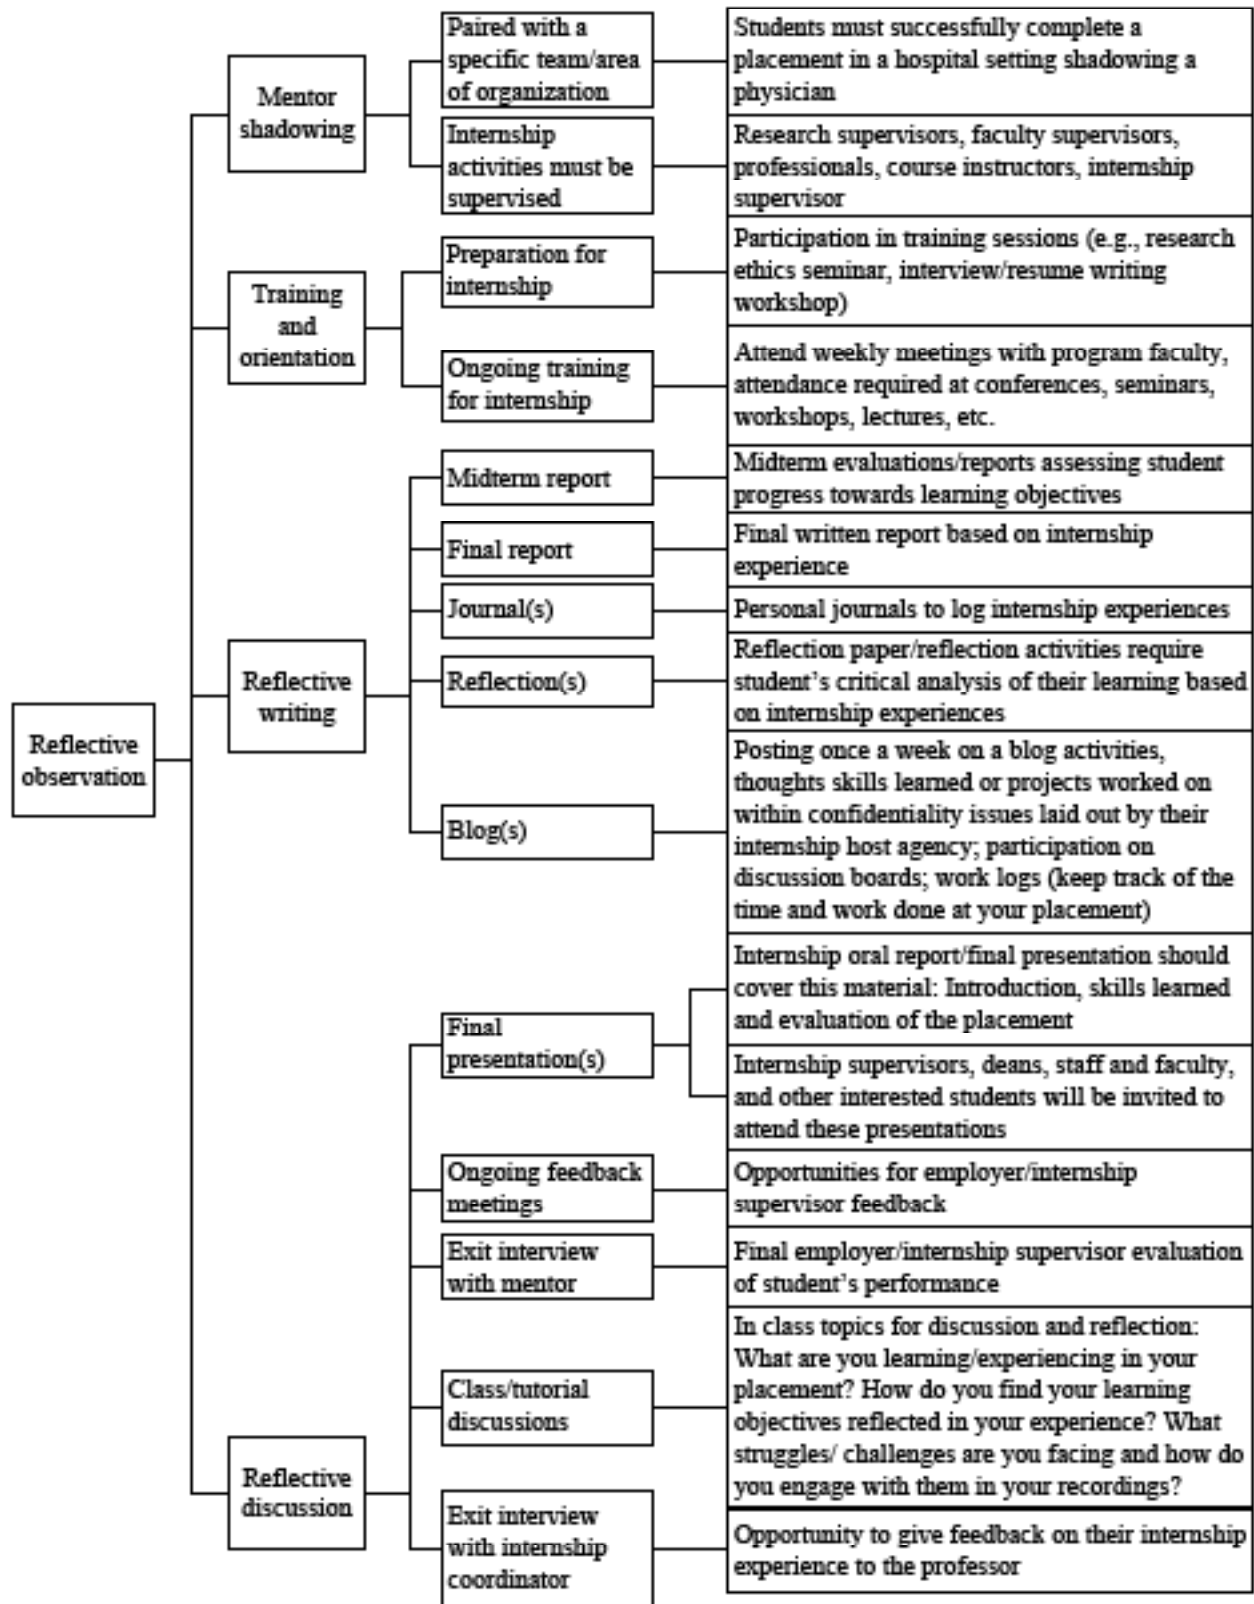 Reflective
observation
Mentor
shadowing
Paired with a
specific team/area
of organization
Students must successfully complete a
placement in a hospital setting shadowing a
physician
Internship
activities must be
supervised
Research supervisors, faculty supervisors,
professionals, course instructors, internship
supervisor
Training
and
orientation
Preparation for
internship
Participation in training sessions (e.g., research
ethics seminar, interview/resume writing
workshop)
Ongoing training
for internship
Attend weekly meetings with program faculty,
attendance required at conferences, seminars,
workshops, lectures, etc.
Reflective
writing
Midterm report
Midterm evaluations/reports assessing student
progress towards learning objectives
Final report
Final written report based on internship
experience
Journal(s)
Personal journals to log internship experiences
Reflection(s)
Reflection paper/reflection activities require
student’s critical analysis of their learning based
on internship experiences
Blog(s)
Posting once a week on a blog activities,
thoughts skills learned or projects worked on
within confidentiality issues laid out by their
internship host agency; participation on
discussion boards; work logs (keep track of the
time and work done at your placement)
Reflective
discussion
Final
presentation(s)
Internship oral report/final presentation should
cover this material: Introduction, skills learned
and evaluation of the placement
Internship supervisors, deans, staff and faculty,
and other interested students will be invited to
attend these presentations
Ongoing feedback
meetings
Opportunities for employer/internship
supervisor feedback
Exit interview
with mentor
Final employer/internship supervisor evaluation
of student’s performance
Class/tutorial
discussions
In class topics for discussion and reflection:
What are you learning/experiencing in your
placement? How do you find your learning
objectives reflected in your experience? What
struggles/ challenges are you facing and how do
you engage with them in your recordings?
Exit interview
with internship
coordinator
Opportunity to give feedback on their internship
experience to the professor